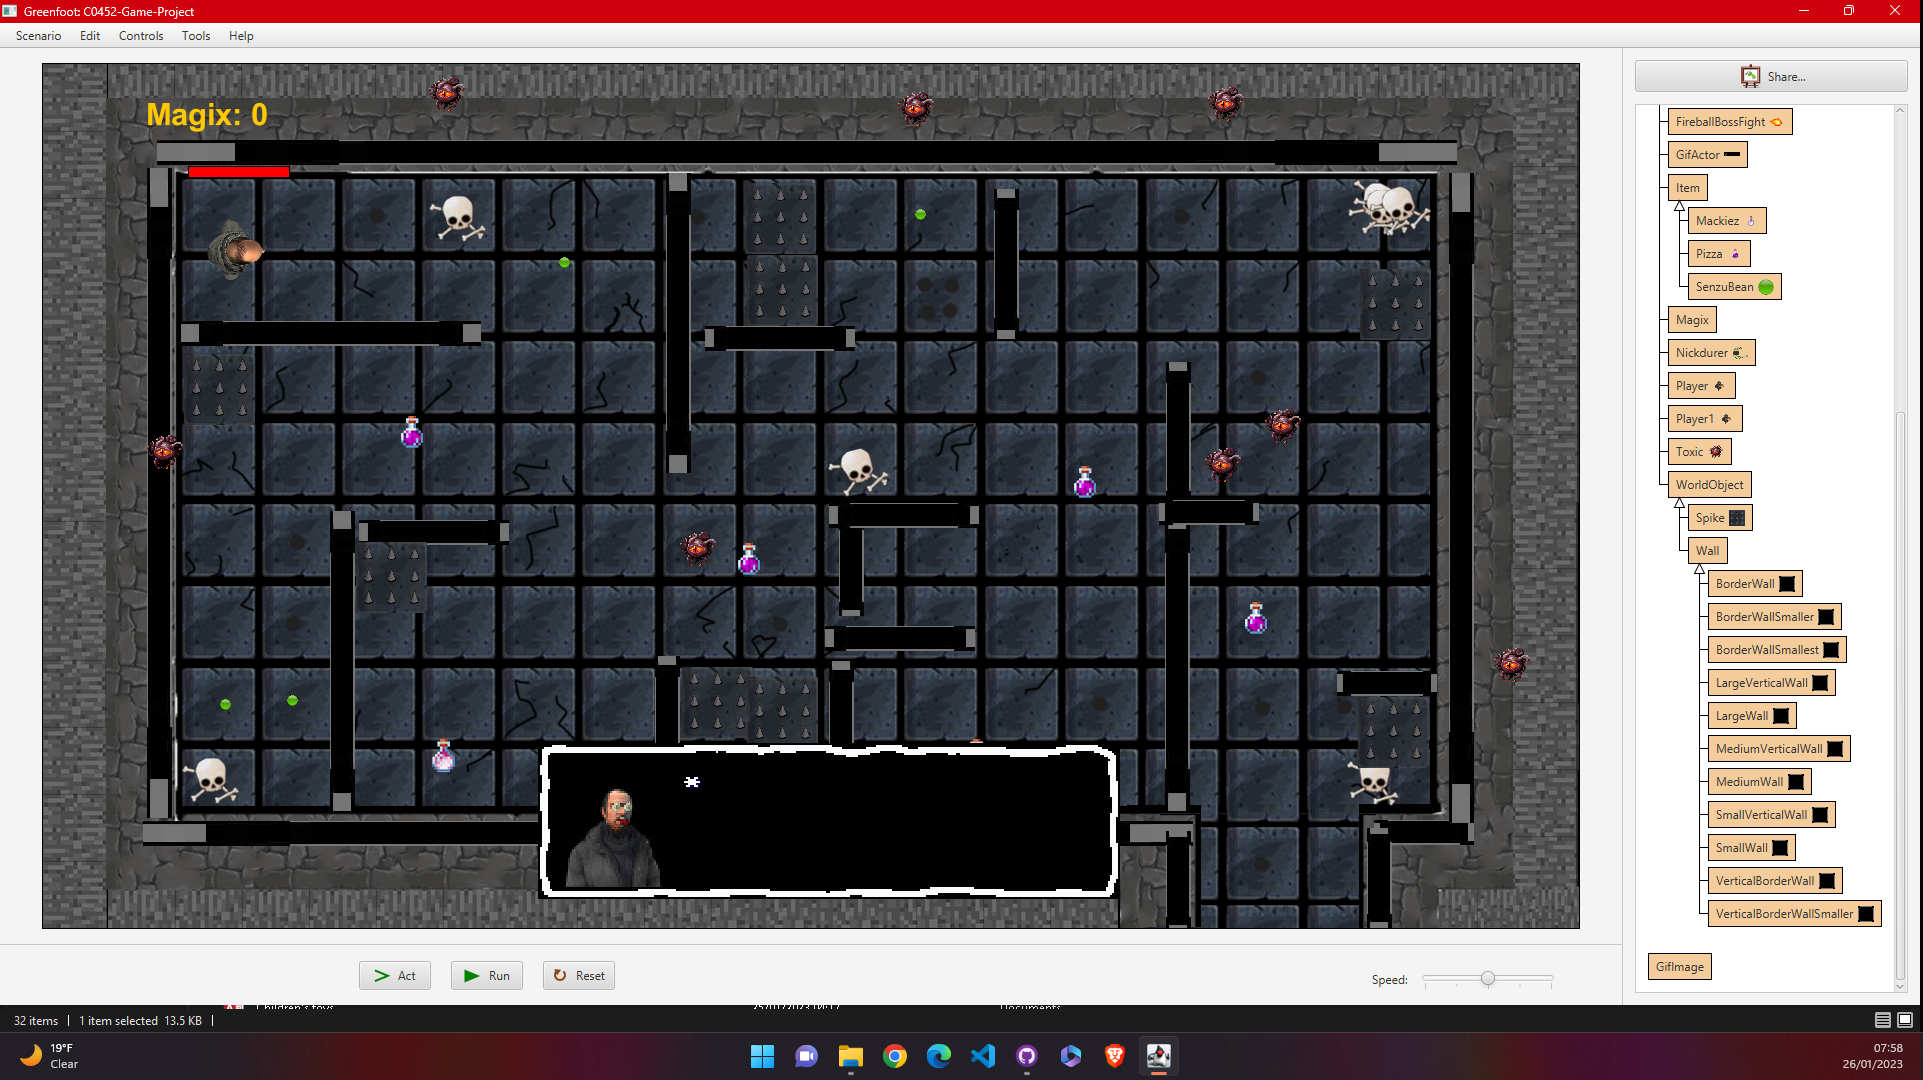 Greenfoot: C0452-Game-Project
Scenario Edit Controls Tools Help
Share...
Magix: 0
FireballBossFight
GifActor
Item
Mackiez
Pizza
SenzuBean
Magix
Nickdurer
Player
Player1
Toxic
WorldObject
Spike
Wall
BorderWall
BorderWallSmaller
BorderWallSmallest
LargeVerticalWall
LargeWall
MediumVerticalWall
MediumWall
SmallVerticalWall
SmallWall
VerticalBorderWall
VerticalBorderWallSmaller
GifImage
Act Run Reset Speed:
32 items 1 item selected 13.5 KB
19°F
Clear
07:58
26/01/2023